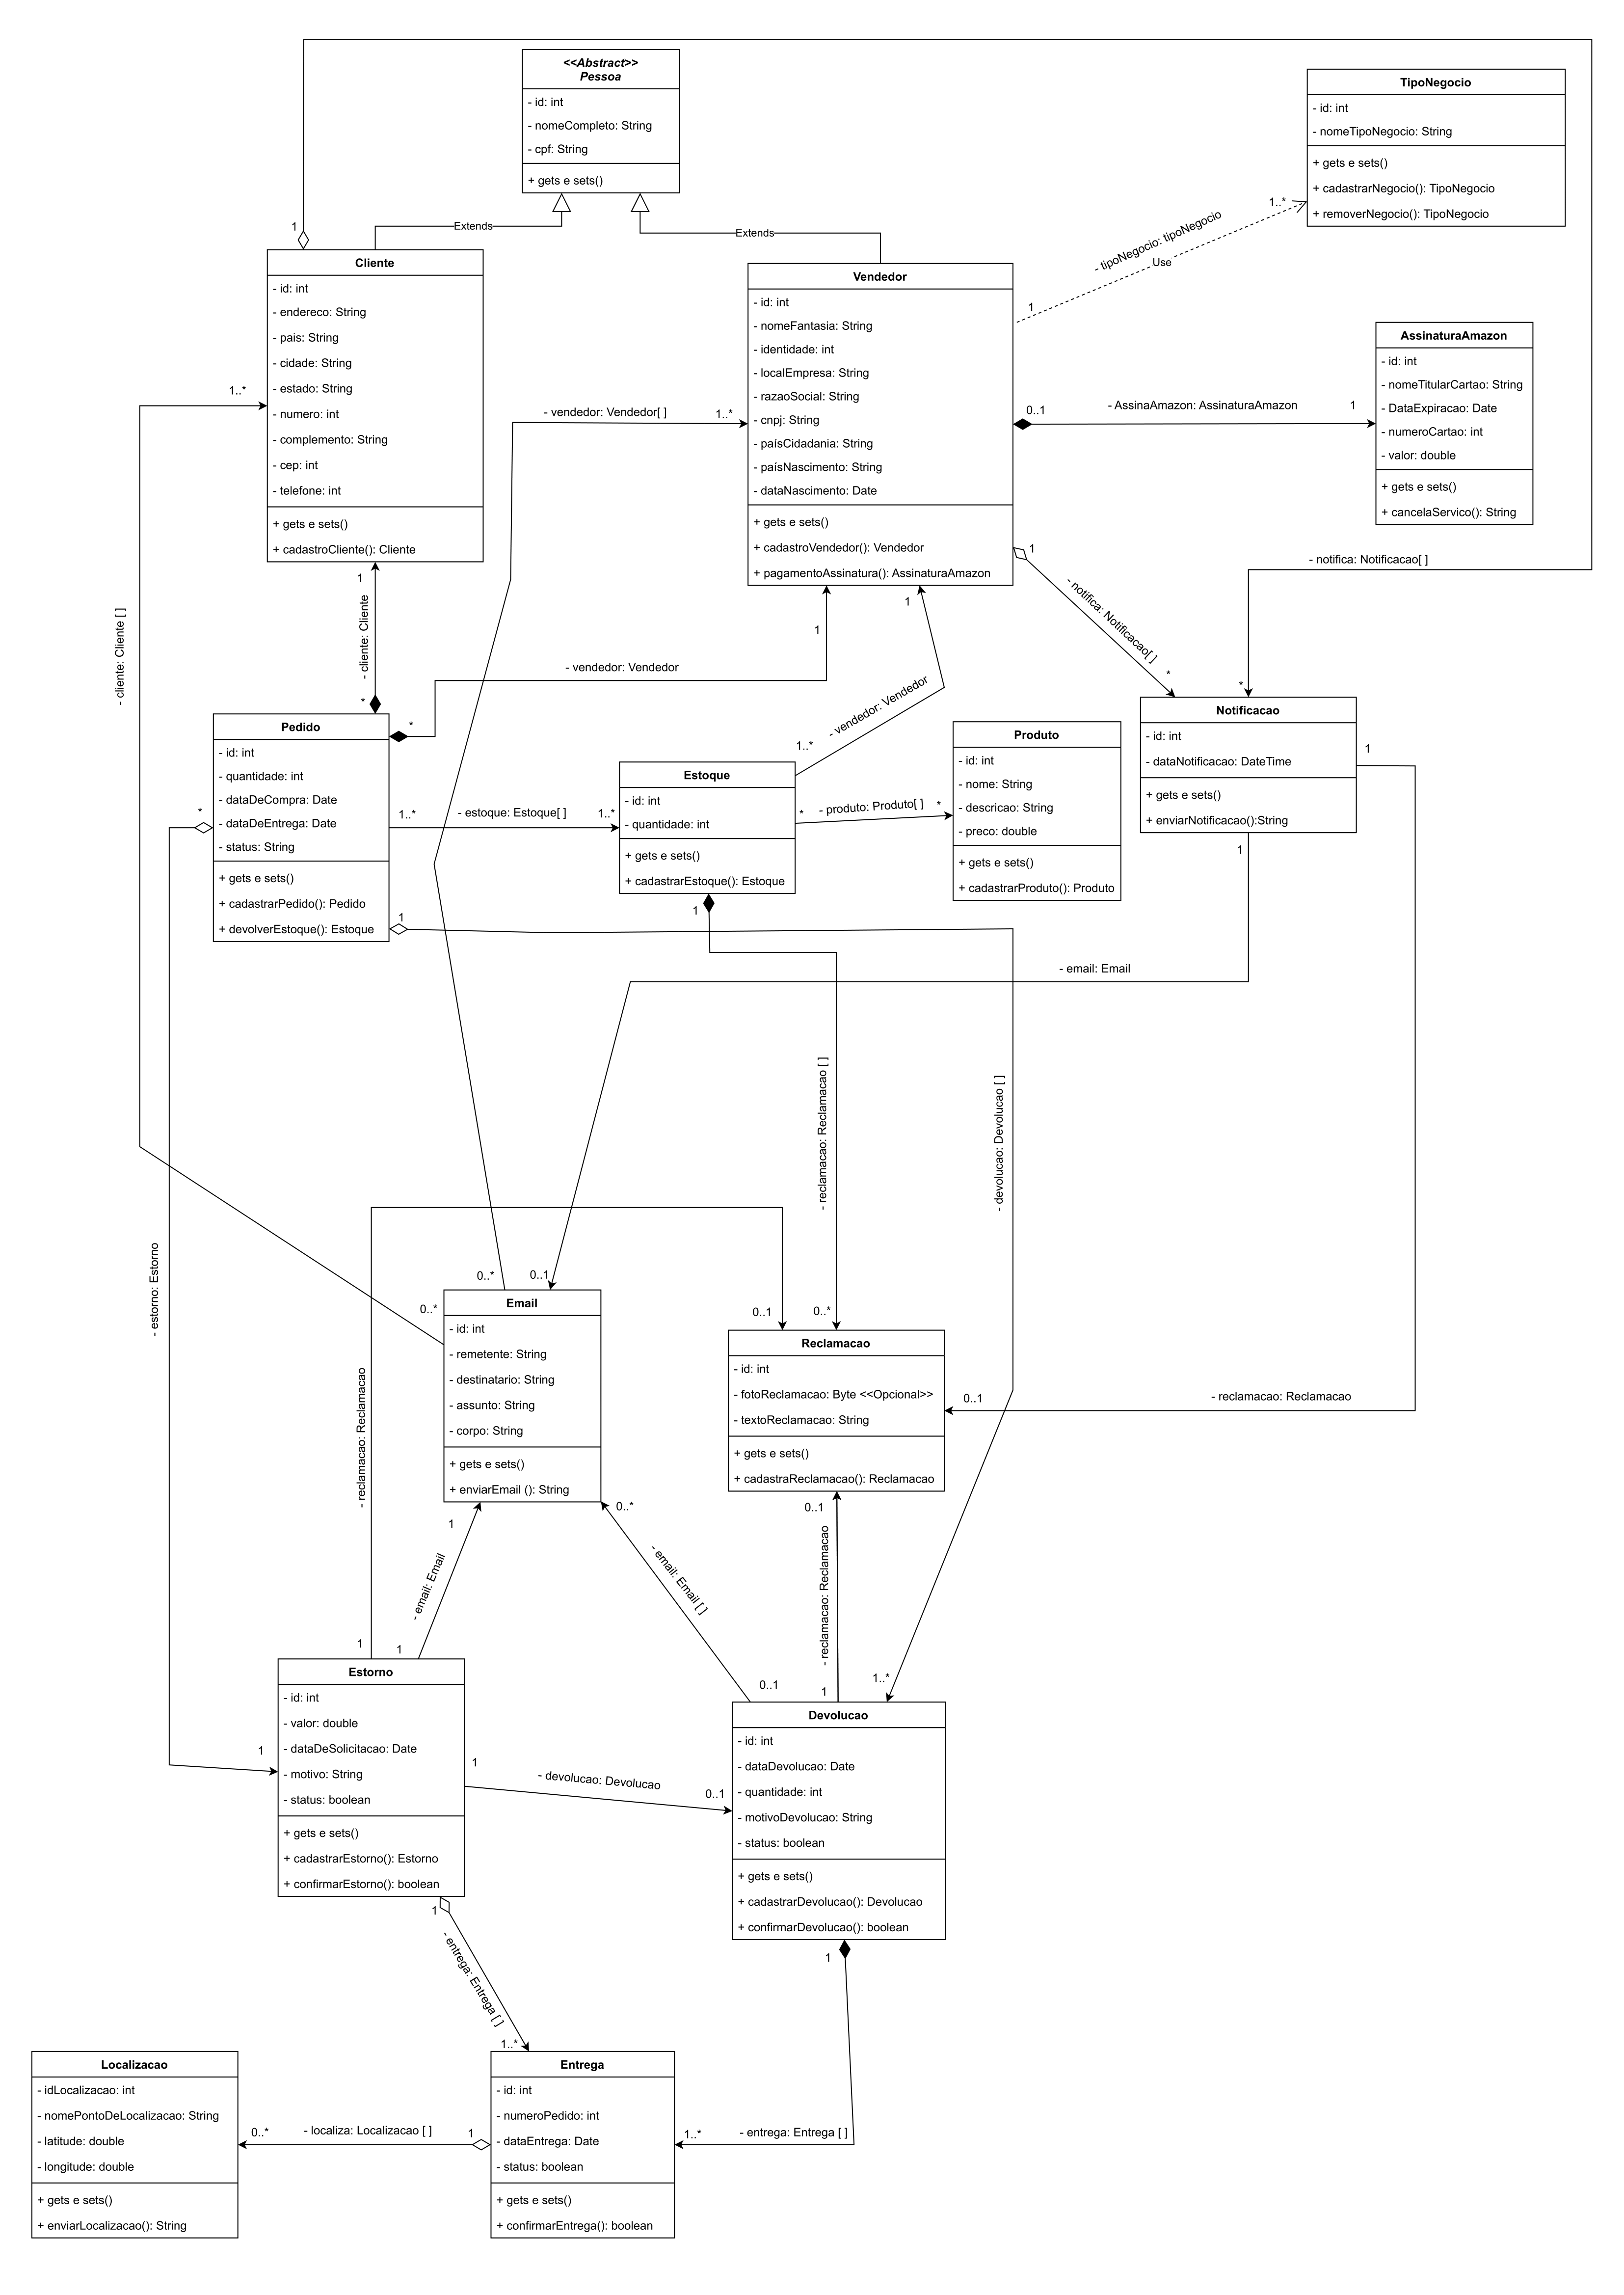 <<Abstract>>
Pessoa
- id: int
- nomeCompleto: String
- cpf: String
+ gets e sets()
TipoNegocio
- id: int
- nomeTipoNegocio: String
+ gets e sets()
+ cadastrarNegocio(): TipoNegocio
+ removerNegocio(): TipoNegocio
1
Extends
Extends
1..*
- tipoNegocio: tipoNegocio
Use
1
Cliente
- id: int
- endereco: String
- pais: String
- cidade: String
- estado: String
- numero: int
- complemento: String
- cep: int
- telefone: int
+ gets e sets()
+ cadastroCliente(): Cliente
Vendedor
- id: int
- nomeFantasia: String
- identidade: int
- localEmpresa: String
- razaoSocial: String
- cnpj: String
- paísCidadania: String
- paísNascimento: String
- dataNascimento: Date
+ gets e sets()
+ cadastroVendedor(): Vendedor
+ pagamentoAssinatura(): AssinaturaAmazon
AssinaturaAmazon
- id: int
- nomeTitularCartao: String
- DataExpiracao: Date
- numeroCartao: int
- valor: double
+ gets e sets()
+ cancelaServico(): String
1..*
- vendedor: Vendedor[ ]
1..*
0..1
- AssinaAmazon: AssinaturaAmazon
1
1
- notifica: Notificacao[ ]
- notifica: Notificacao[ ]
*
*
1
- cliente: Cliente
*
- cliente: Cliente [ ]
1
- vendedor: Vendedor
*
1
- vendedor: Vendedor
1..*
Pedido
- id: int
- quantidade: int
- dataDeCompra: Date
- dataDeEntrega: Date
- status: String
+ gets e sets()
+ cadastrarPedido(): Pedido
+ devolverEstoque(): Estoque
Estoque
- id: int
- quantidade: int
+ gets e sets()
+ cadastrarEstoque(): Estoque
Produto
- id: int
- nome: String
- descricao: String
- preco: double
+ gets e sets()
+ cadastrarProduto(): Produto
Notificacao
- id: int
- dataNotificacao: DateTime
+ gets e sets()
+ enviarNotificacao():String
1
*
1..*
- estoque: Estoque[ ]
1..*
*
- produto: Produto[ ]
*
1
1
1
- email: Email
- reclamacao: Reclamacao [ ]
- devolucao: Devolucao [ ]
- estorno: Estorno
0..*
0..1
0..*
0..1
0..*
- reclamacao: Reclamacao
0..1
- reclamacao: Reclamacao
Email
- id: int
- remetente: String
- destinatario: String
- assunto: String
- corpo: String
+ gets e sets()
+ enviarEmail (): String
Reclamacao
- id: int
- fotoReclamacao: Byte <<Opcional>>
- textoReclamacao: String
+ gets e sets()
+ cadastraReclamacao(): Reclamacao
1
- email: Email
1
1
0..*
- email: Email [ ]
0..1
0..1
- reclamacao: Reclamacao
1
1..*
Estorno
- id: int
- valor: double
- dataDeSolicitacao: Date
- motivo: String
- status: boolean
+ gets e sets()
+ cadastrarEstorno(): Estorno
+ confirmarEstorno(): boolean
Devolucao
- id: int
- dataDevolucao: Date
- quantidade: int
- motivoDevolucao: String
- status: boolean
+ gets e sets()
+ cadastrarDevolucao(): Devolucao
+ confirmarDevolucao(): boolean
1
1
- devolucao: Devolucao
0..1
1
- entrega: Entrega [ ]
1..*
1
- entrega: Entrega [ ]
1..*
Localizacao
- idLocalizacao: int
- nomePontoDeLocalizacao: String
- latitude: double
- longitude: double
+ gets e sets()
+ enviarLocalizacao(): String
0..*
- localiza: Localizacao [ ]
1
Entrega
- id: int
- numeroPedido: int
- dataEntrega: Date
- status: boolean
+ gets e sets()
+ confirmarEntrega(): boolean